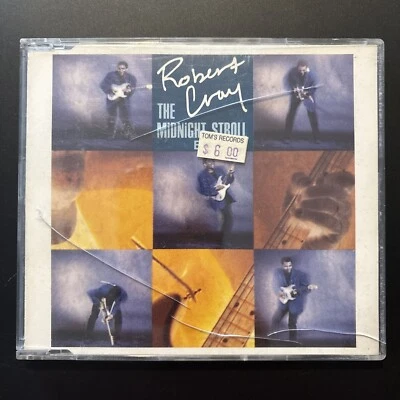 Robert
Cray
THE
MIDNIGHT STROLL
E
TOM'S RECORDS
$ 6.00